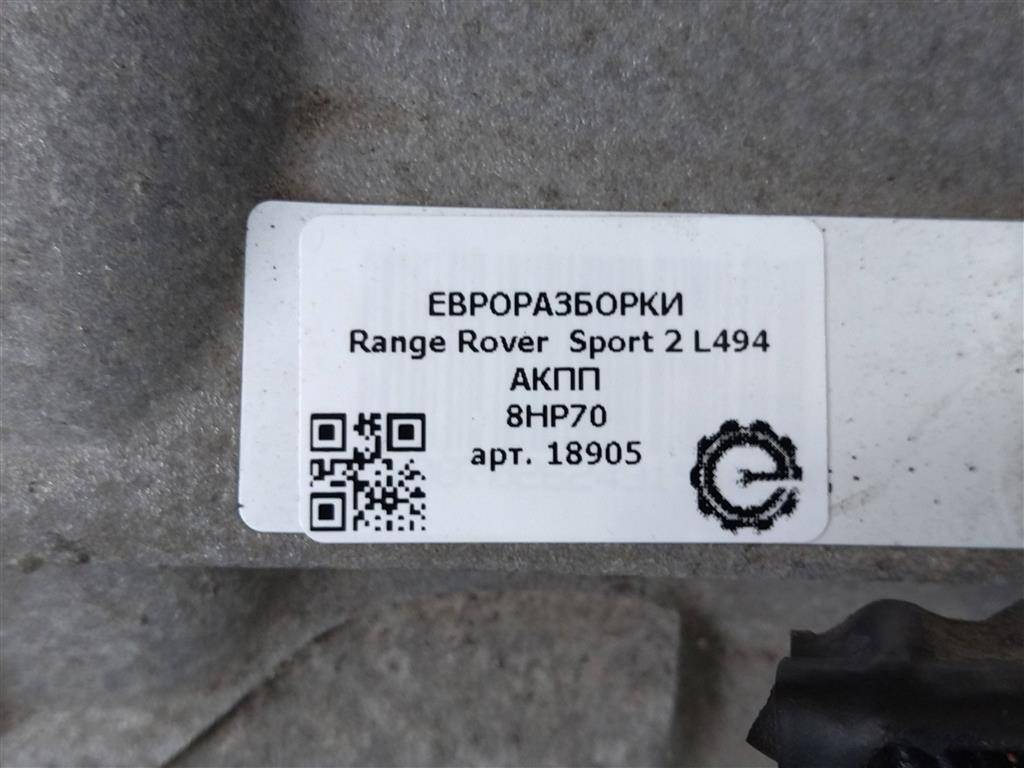 ЕВРОРАЗБОРКИ
Range Rover Sport 2 L494
АКПП
8HP70
арт. 18905